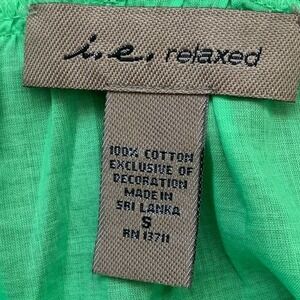 i.e. relaxed
100% COTTON
EXCLUSIVE OF
DECORATION
MADE IN
SRI LANKA
S
RN 13711